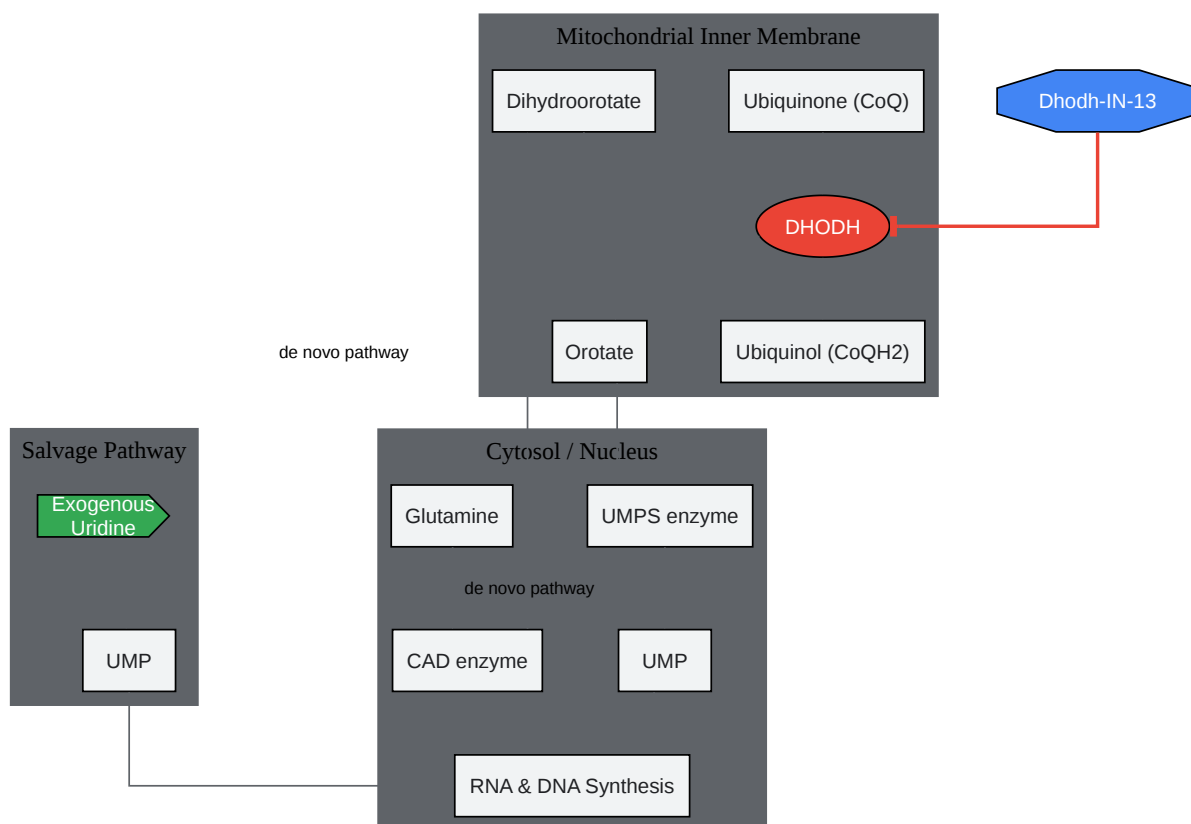 Mitochondrial Inner Membrane
Dihydroorotate
Ubiquinone (CoQ)
Dhodh-IN-13
DHODH
de novo pathway
Orotate
Ubiquinol (CoQH2)
Salvage Pathway
Cytosol / Nucleus
Exogenous
Uridine
Glutamine
UMPS enzyme
de novo pathway
UMP
CAD enzyme
UMP
RNA & DNA Synthesis